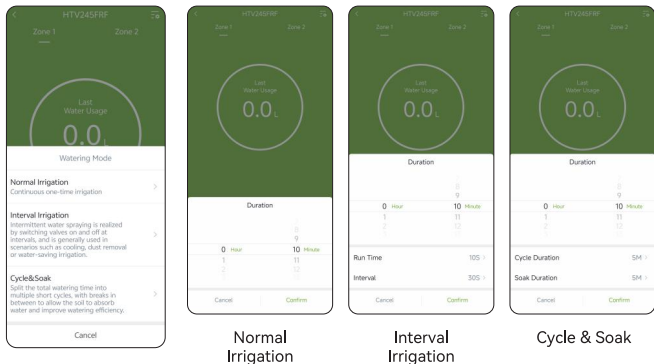 HTV245FRF
Zone 1 Zone 2
Last
Water Usage
0.0 L
Watering Mode
Normal Irrigation
Continuous one-time irrigation
Interval Irrigation
Intermittent water spraying is realized
by switching valves on and off at
intervals, and is generally used in
scenarios such as cooling, dust removal
or water-saving irrigation.
Cycle&Soak
Split the total watering time into
multiple short cycles, with breaks in
between to allow the soil to absorb
water and improve watering efficiency.
Cancel
HTV245FRF
Zone 1 Zone 2
Last
Water Usage
0.0 L
Duration
8
9
0 Hour 10 Minute
1 11
2 12
Cancel Confirm
Normal
Irrigation
HTV245FRF
Zone 1 Zone 2
Last
Water Usage
0.0 L
Duration
8
9
0 Hour 10 Minute
1 11
2 12
Run Time 10S
Interval 30S
Cancel Confirm
Interval
Irrigation
HTV245FRF
Zone 1 Zone 2
Last
Water Usage
0.0 L
Duration
8
9
0 Hour 10 Minute
1 11
2 12
Cycle Duration 5M
Soak Duration 5M
Cancel Confirm
Cycle & Soak